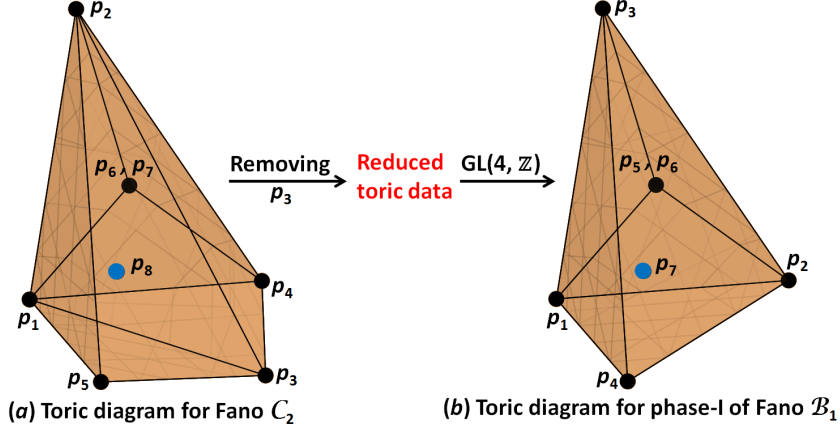 p₂
p₆, p₇
p₈
p₁
p₄
p₅
p₃
(a) Toric diagram for Fano C₂
Removing
p₃
Reduced
toric data
GL(4, ℤ)
p₃
p₅, p₆
p₇
p₂
p₁
p₄
(b) Toric diagram for phase-I of Fano ℬ₁